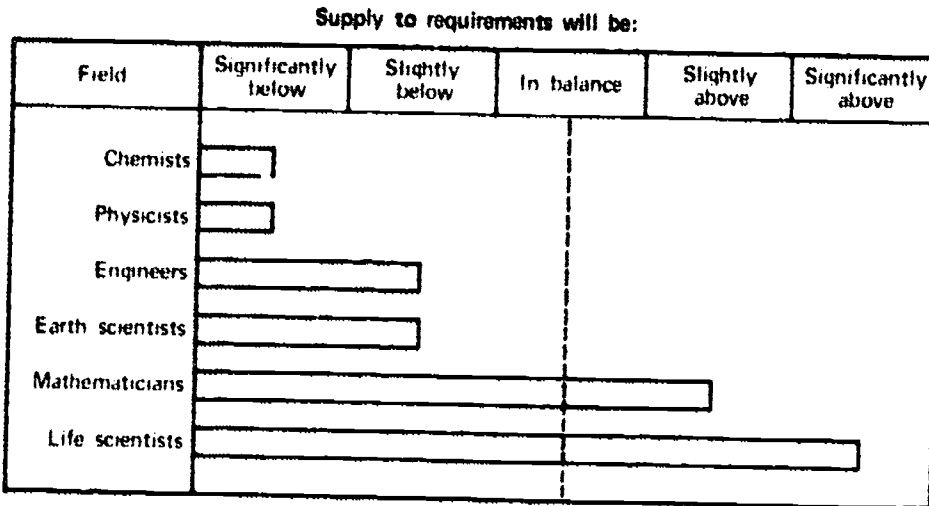 Supply to requirements will be:
Field
Significantly below
Slightly below
In balance
Slightly above
Significantly above
Chemists
Physicists
Engineers
Earth scientists
Mathematicians
Life scientists